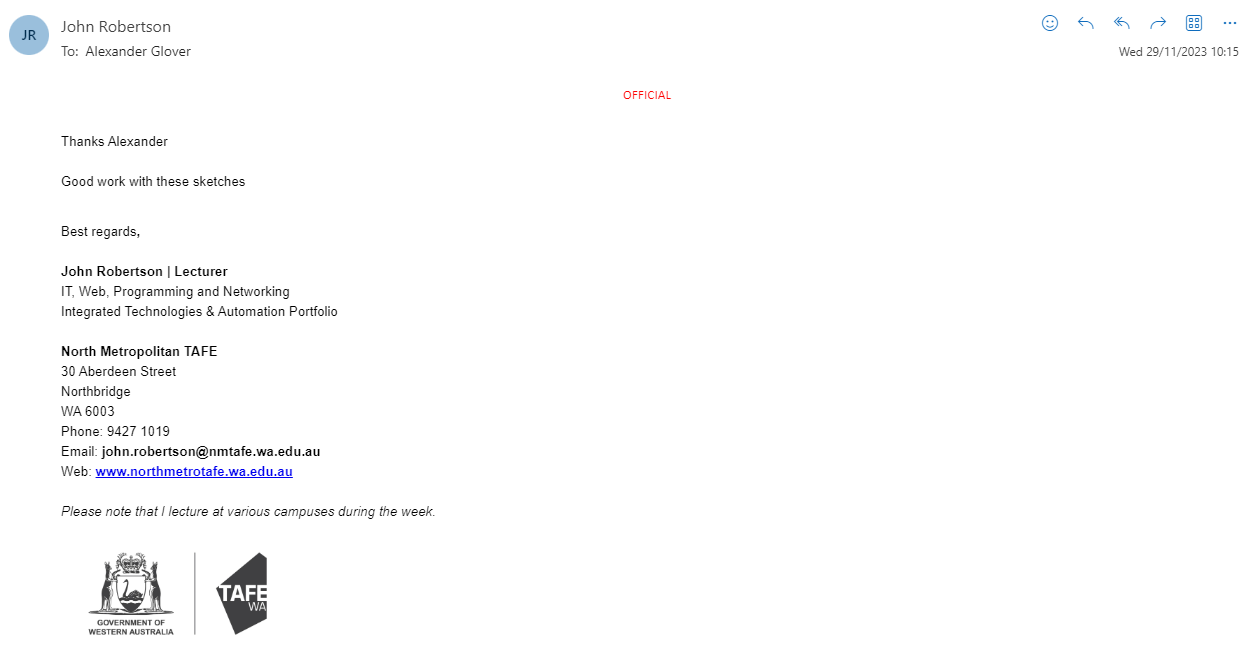 JR
John Robertson
To: Alexander Glover
Wed 29/11/2023 10:15
OFFICIAL
Thanks Alexander
Good work with these sketches
Best regards,
John Robertson | Lecturer
IT, Web, Programming and Networking
Integrated Technologies & Automation Portfolio
North Metropolitan TAFE
30 Aberdeen Street
Northbridge
WA 6003
Phone: 9427 1019
Email: john.robertson@nmtafe.wa.edu.au
Web: www.northmetrotafe.wa.edu.au
Please note that I lecture at various campuses during the week.
GOVERNMENT OF
WESTERN AUSTRALIA
TAFE
WA